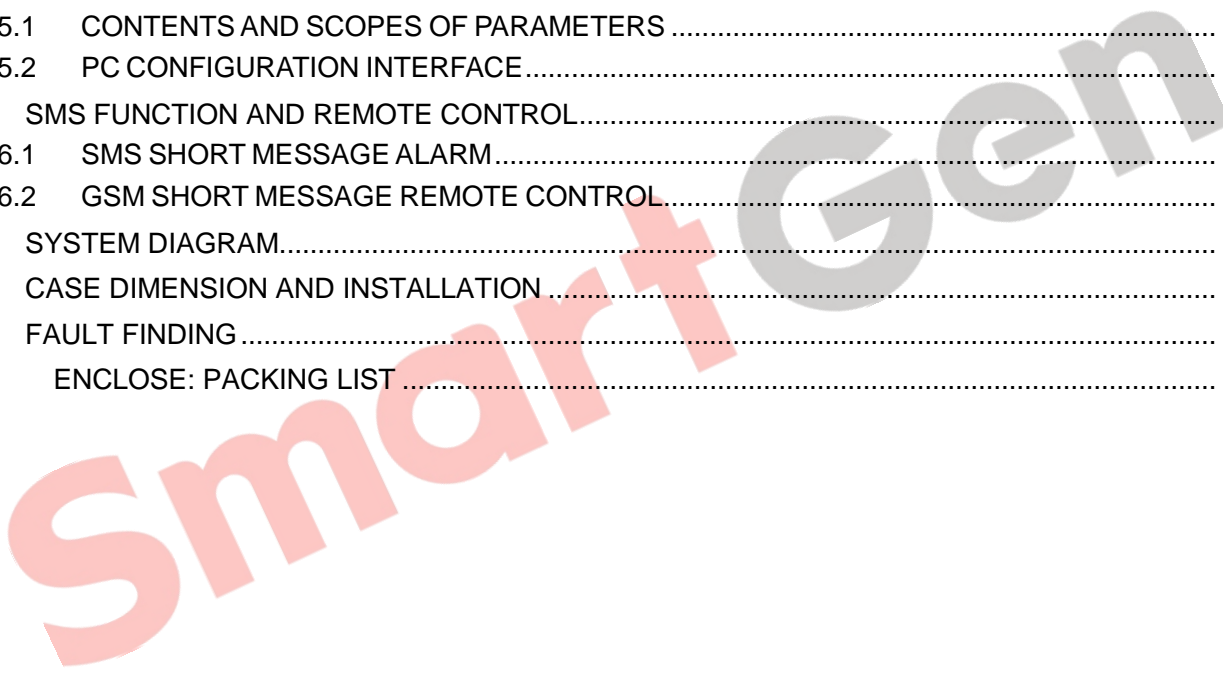 5.1 CONTENTS AND SCOPES OF PARAMETERS ........................................................................
5.2 PC CONFIGURATION INTERFACE...........................................................................................
SMS FUNCTION AND REMOTE CONTROL....................................................................................
6.1 SMS SHORT MESSAGE ALARM...............................................................................................
6.2 GSM SHORT MESSAGE REMOTE CONTROL.........................................................................
SYSTEM DIAGRAM..........................................................................................................................
CASE DIMENSION AND INSTALLATION ........................................................................................
FAULT FINDING ................................................................................................................................
ENCLOSE: PACKING LIST ...........................................................................................................
SmartGen